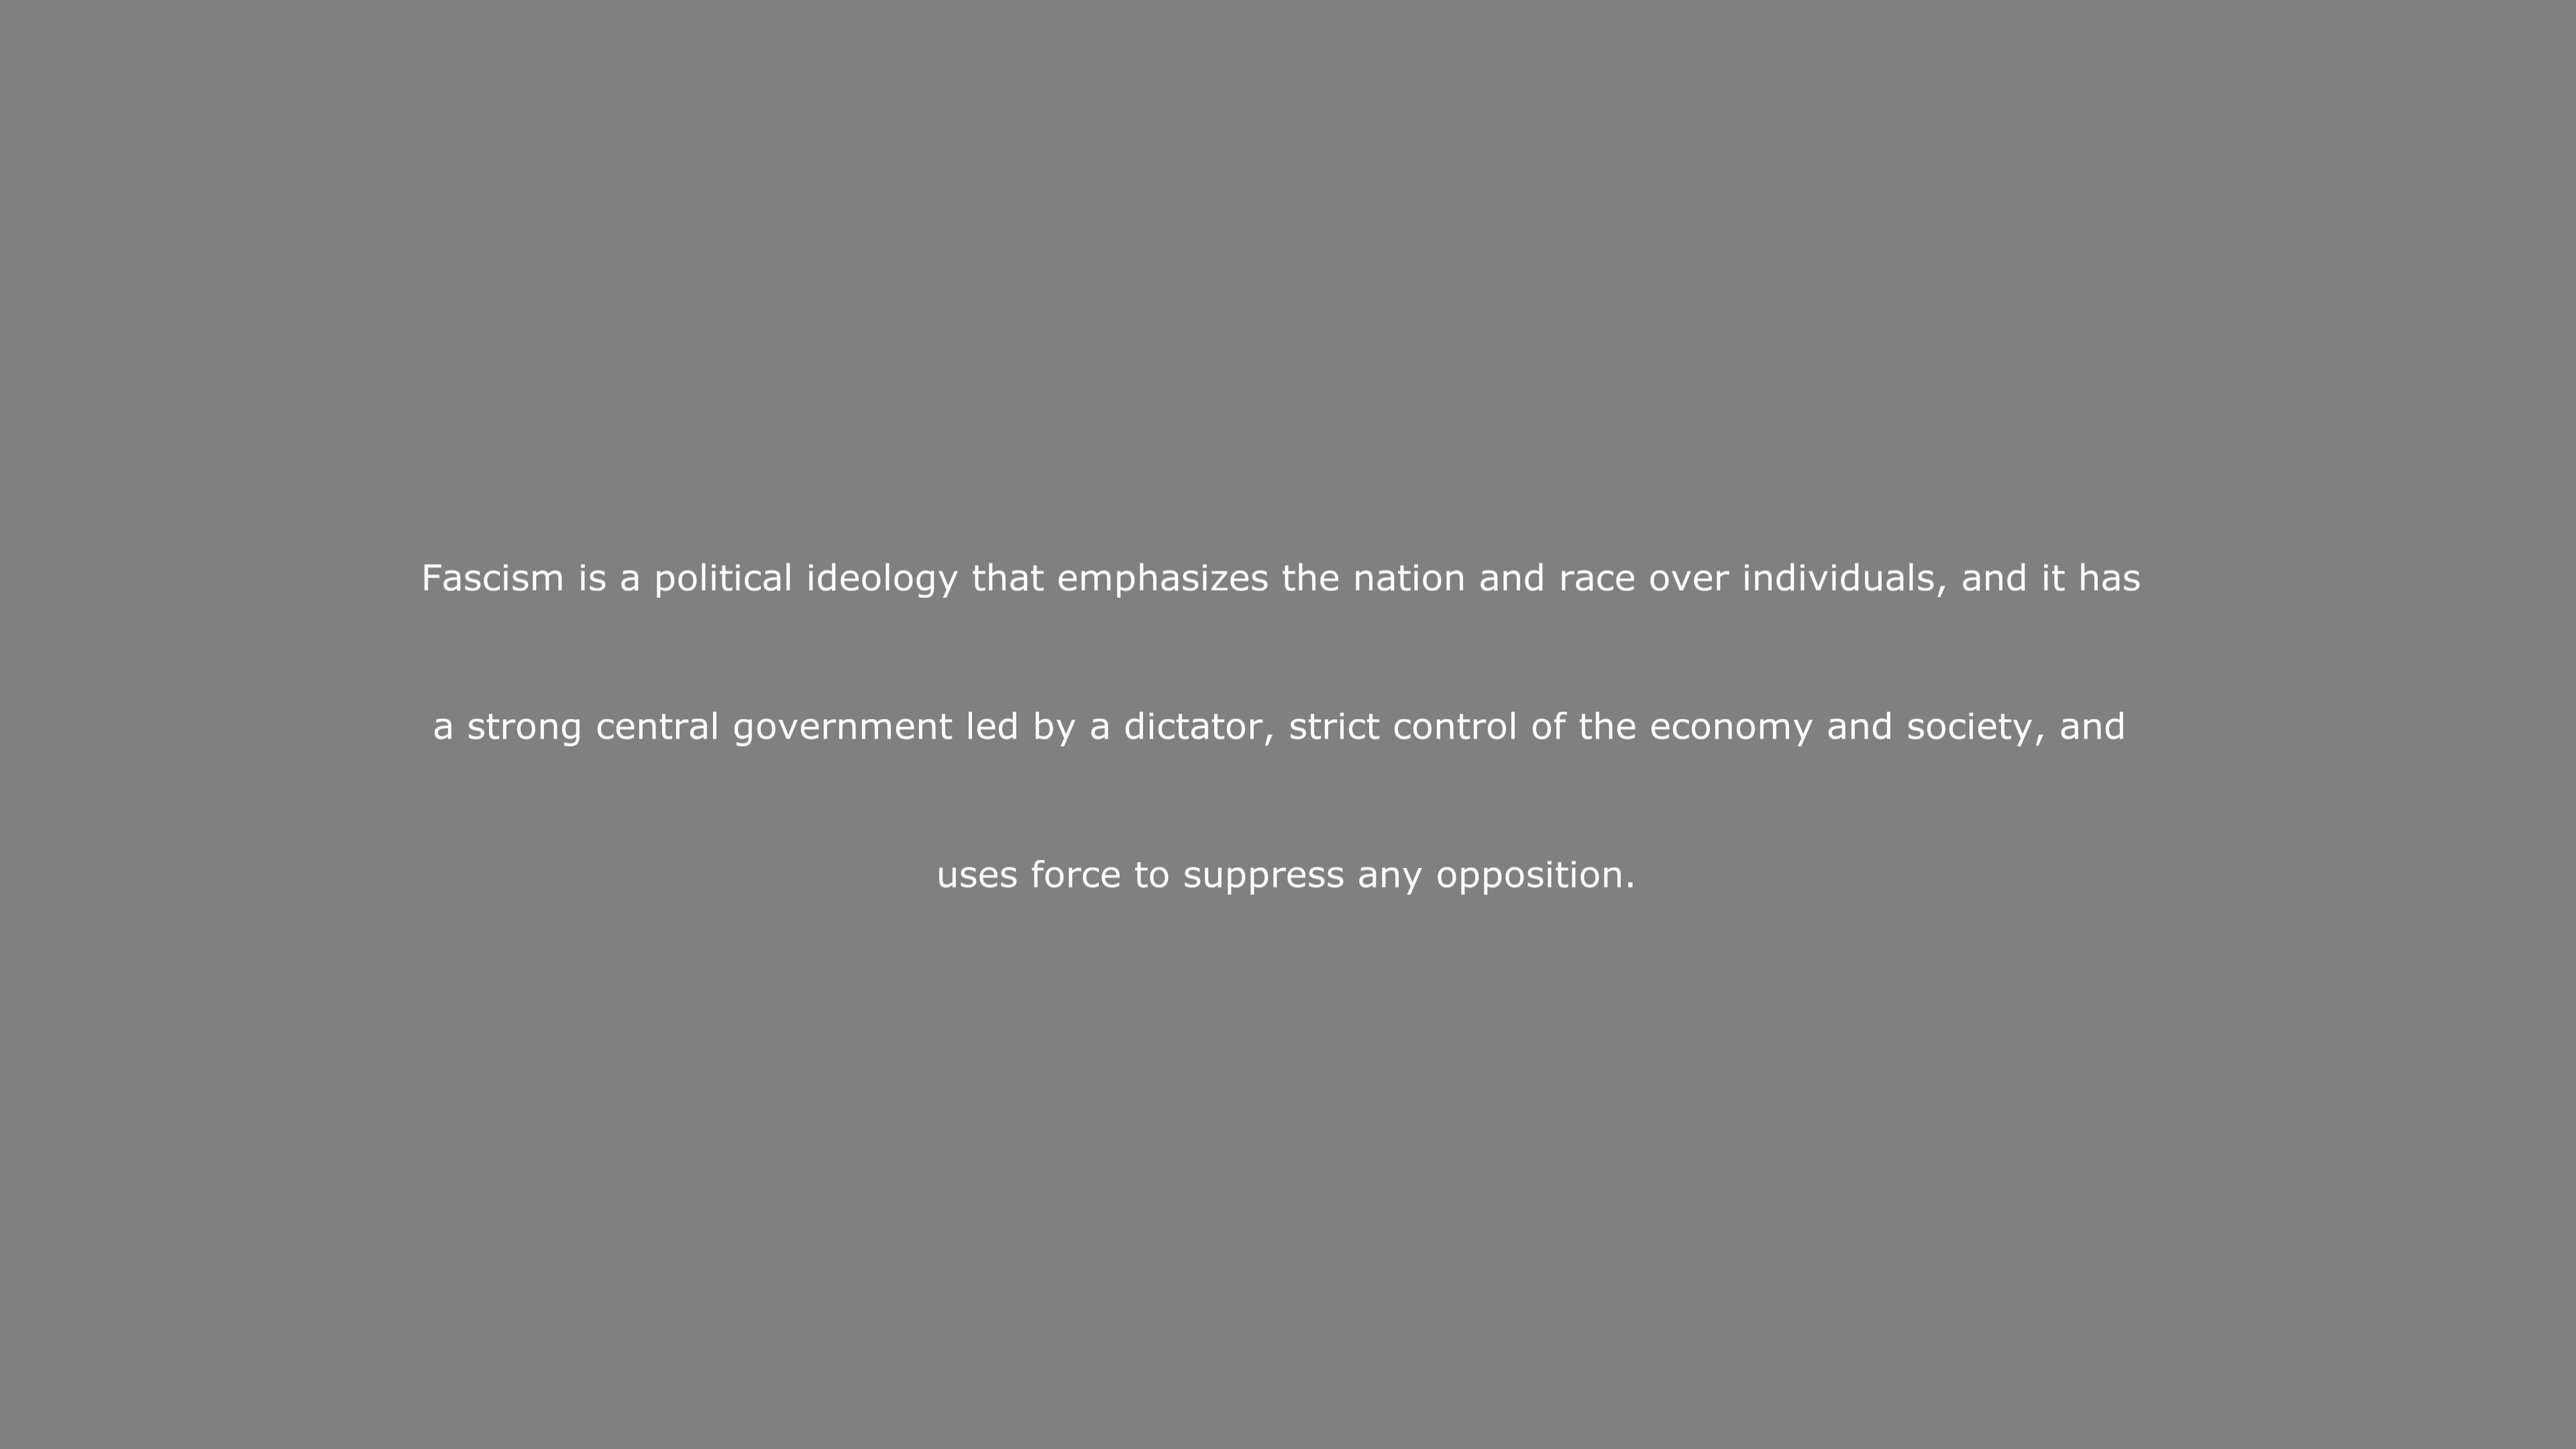 Fascism is a political ideology that emphasizes the nation and race over individuals, and it has
a strong central government led by a dictator, strict control of the economy and society, and
uses force to suppress any opposition.